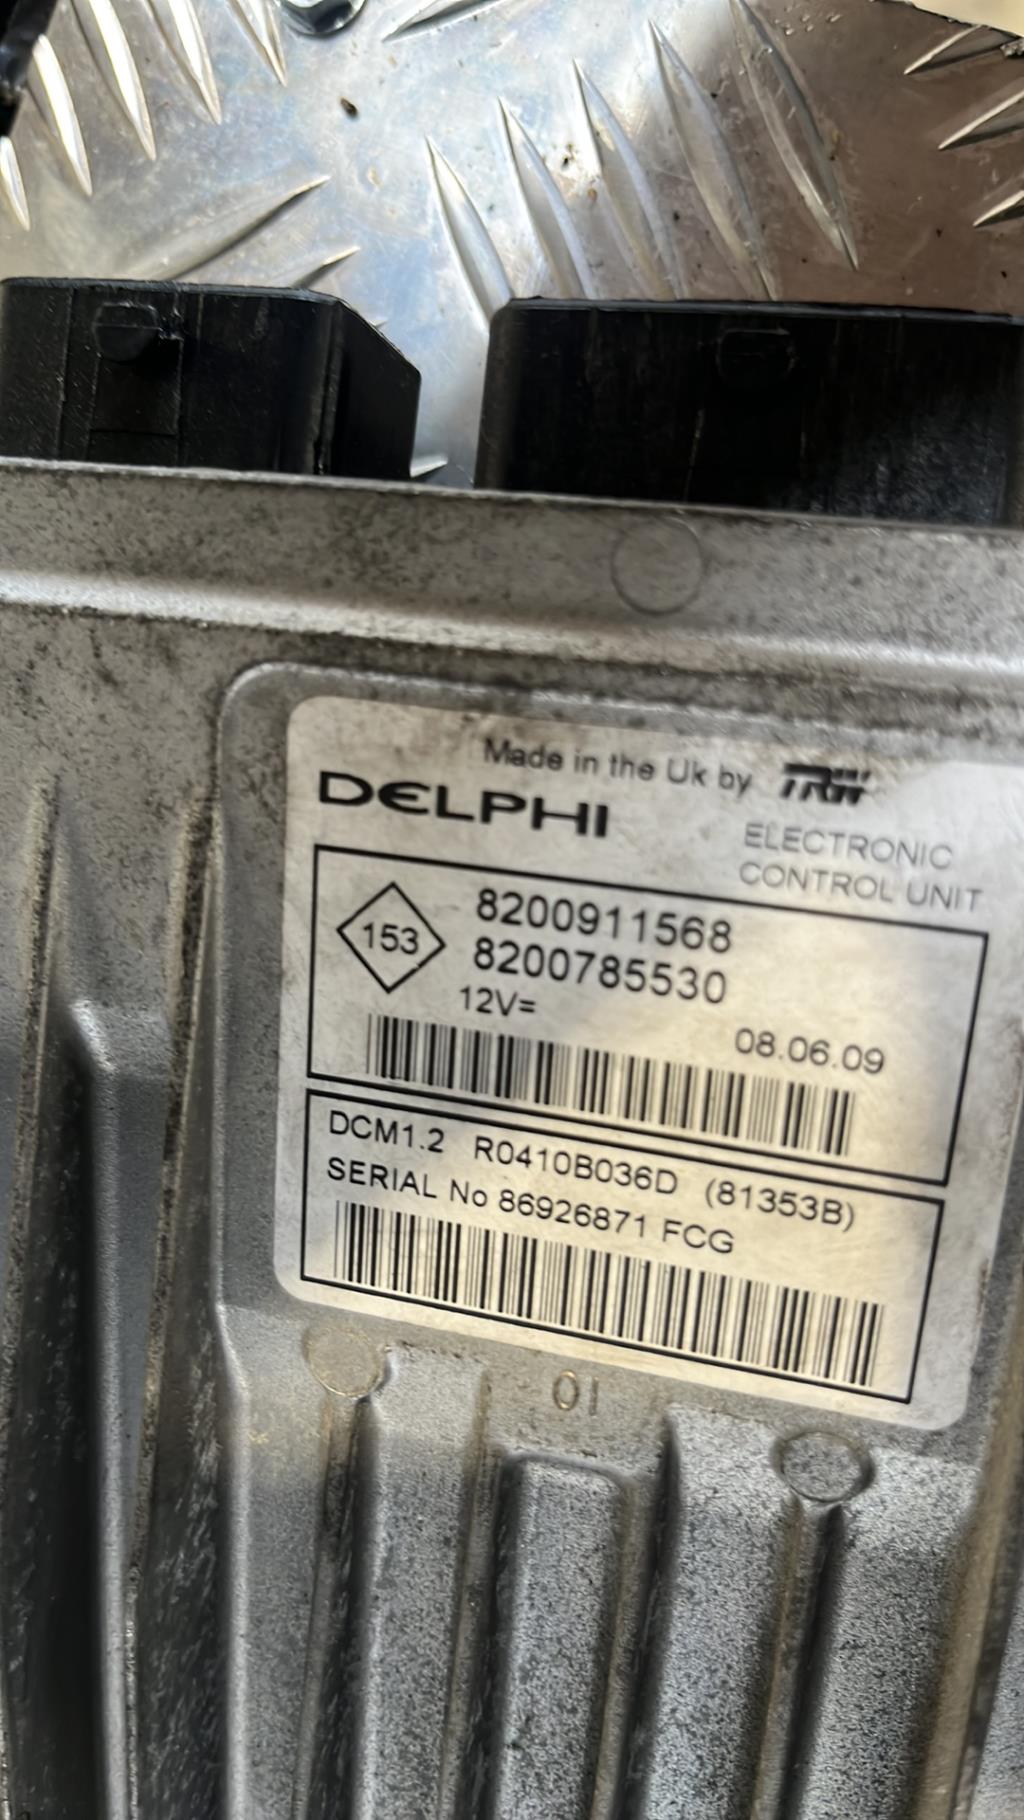 Made in the Uk by TRW
DELPHI
ELECTRONIC
CONTROL UNIT
153
8200911568
8200785530
12V=
08.06.09
DCM1.2 R0410B036D (81353B)
SERIAL No 86926871 FCG
01